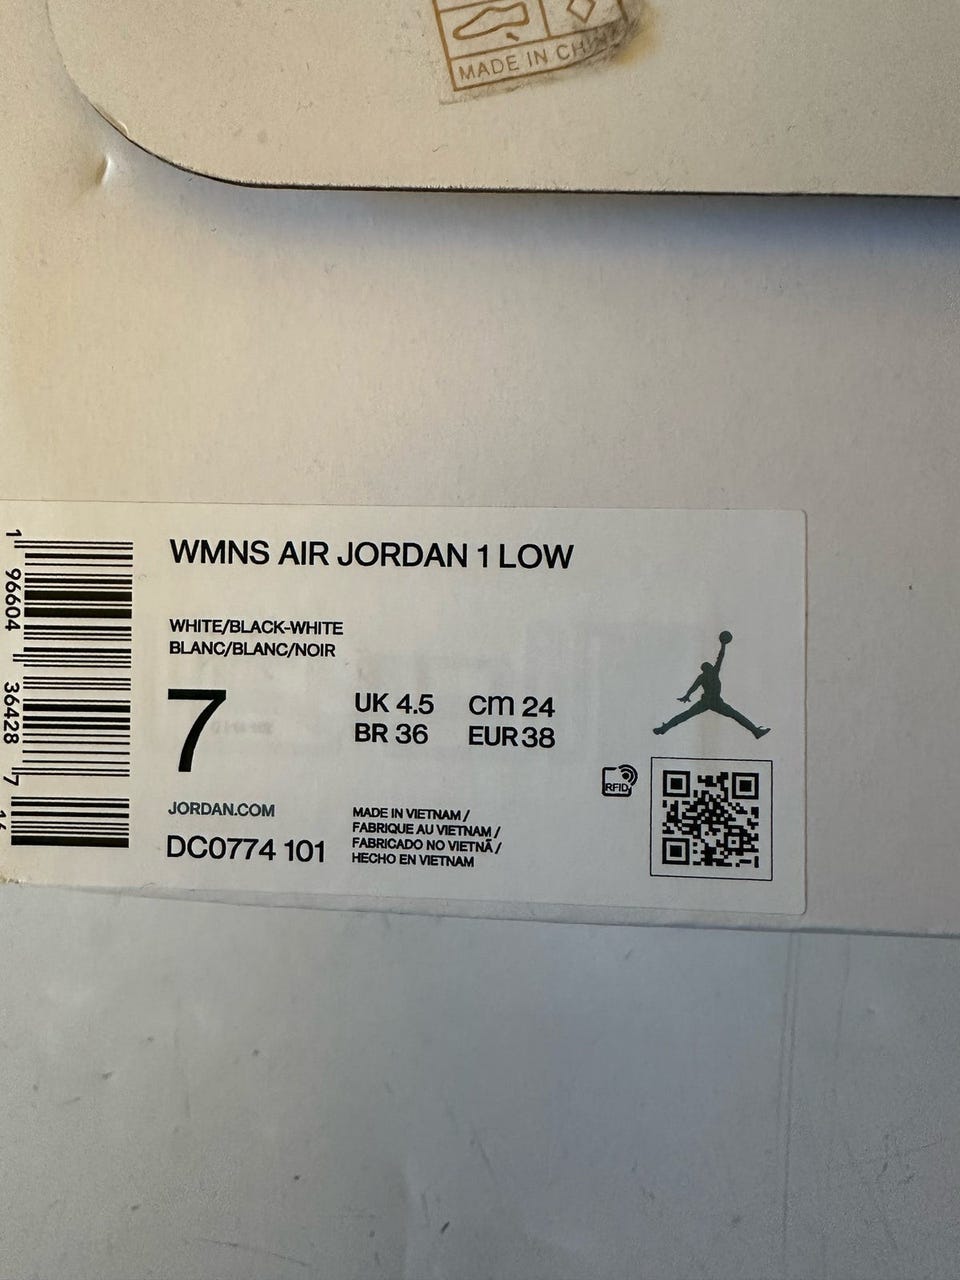 MADE IN CHI
WMNS AIR JORDAN 1 LOW
WHITE/BLACK-WHITE
BLANC/BLANC/NOIR
7
UK 4.5 cm 24
BR 36 EUR 38
JORDAN.COM
DC0774 101
MADE IN VIETNAM /
FABRIQUE AU VIETNAM /
FABRICADO NO VIETNÃ /
HECHO EN VIETNAM
RFID
1 96604 36428 7